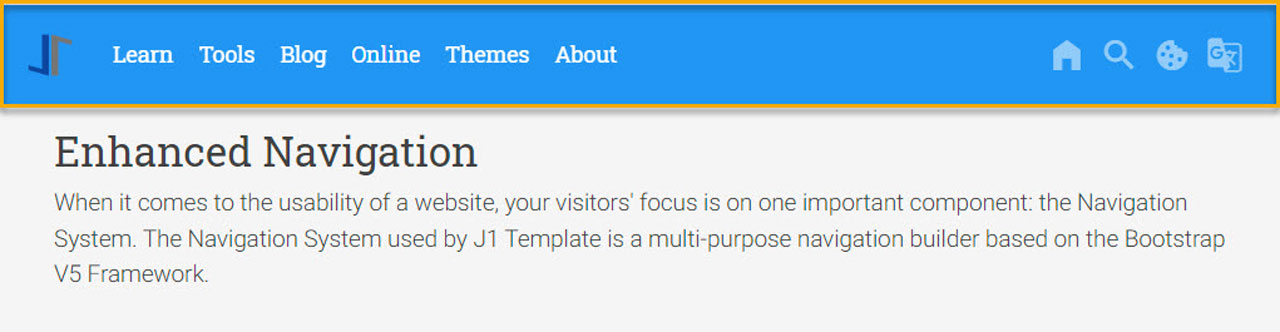 Learn Tools Blog Online Themes About
Enhanced Navigation
When it comes to the usability of a website, your visitors' focus is on one important component: the Navigation
System. The Navigation System used by J1 Template is a multi-purpose navigation builder based on the Bootstrap
V5 Framework.